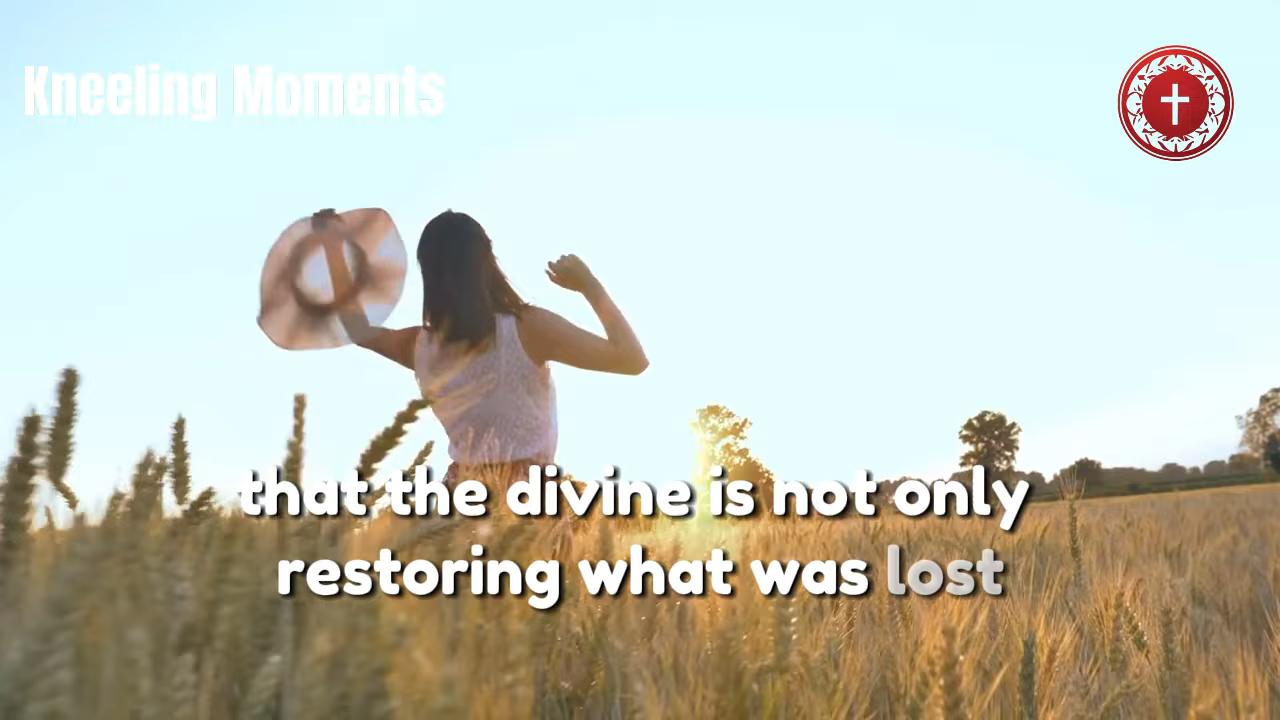 Kneeling Moments
that the divine is not only
restoring what was lost